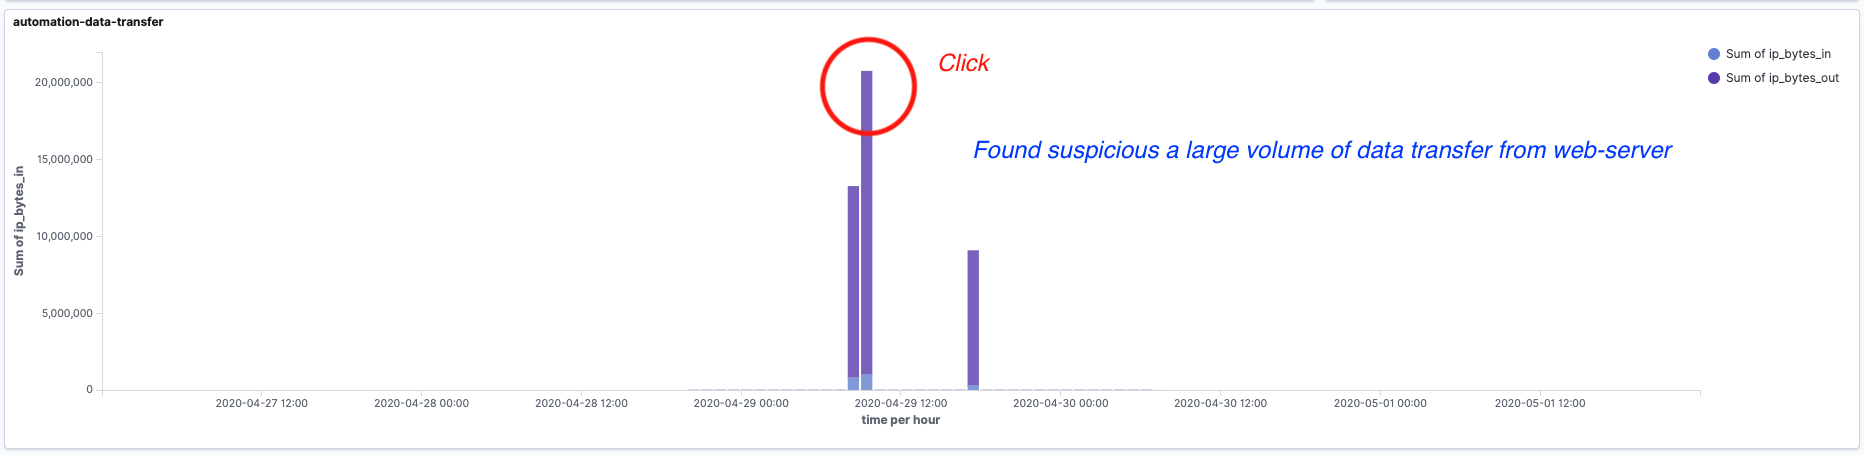 automation-data-transfer
Click
Sum of ip_bytes_in
Sum of ip_bytes_out
Found suspicious a large volume of data transfer from web-server
Sum of ip_bytes_in
20,000,000
15,000,000
10,000,000
5,000,000
0
2020-04-27 12:00 2020-04-28 00:00 2020-04-28 12:00 2020-04-29 00:00 2020-04-29 12:00 2020-04-30 00:00 2020-04-30 12:00 2020-05-01 00:00 2020-05-01 12:00
time per hour